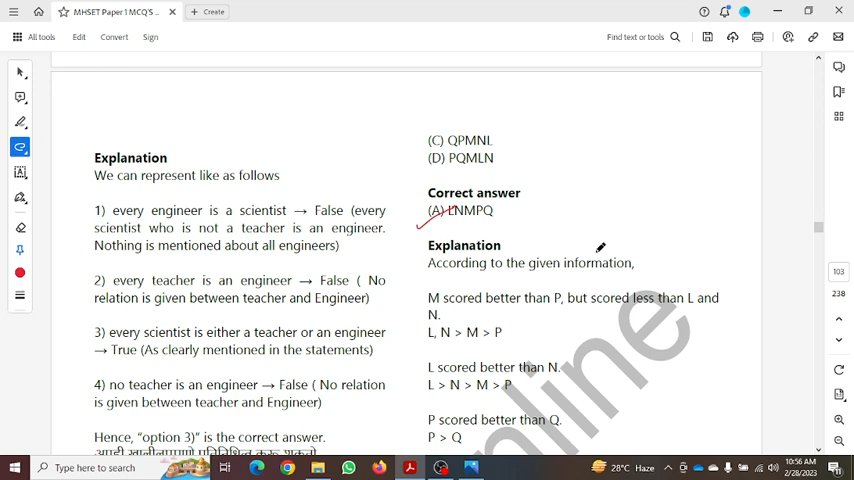 MHSET Paper 1 MCQ'S ..
Create
All tools
Edit
Convert
Sign
Find text or tools
Explanation
We can represent like as follows
1) every engineer is a scientist → False (every
scientist who is not a teacher is an engineer.
Nothing is mentioned about all engineers)
2) every teacher is an engineer → False ( No
relation is given between teacher and Engineer)
3) every scientist is either a teacher or an engineer
→ True (As clearly mentioned in the statements)
4) no teacher is an engineer → False ( No relation
is given between teacher and Engineer)
Hence, “option 3)” is the correct answer.
(C) QPMNL
(D) PQMLN
Correct answer
(A) LNMPQ
Explanation
According to the given information,
M scored better than P, but scored less than L and
N.
L, N > M > P
L scored better than N.
L > N > M > P
P scored better than Q.
P > Q
online
103
238
Type here to search
28°C Haze
10:56 AM
2/28/2023
11